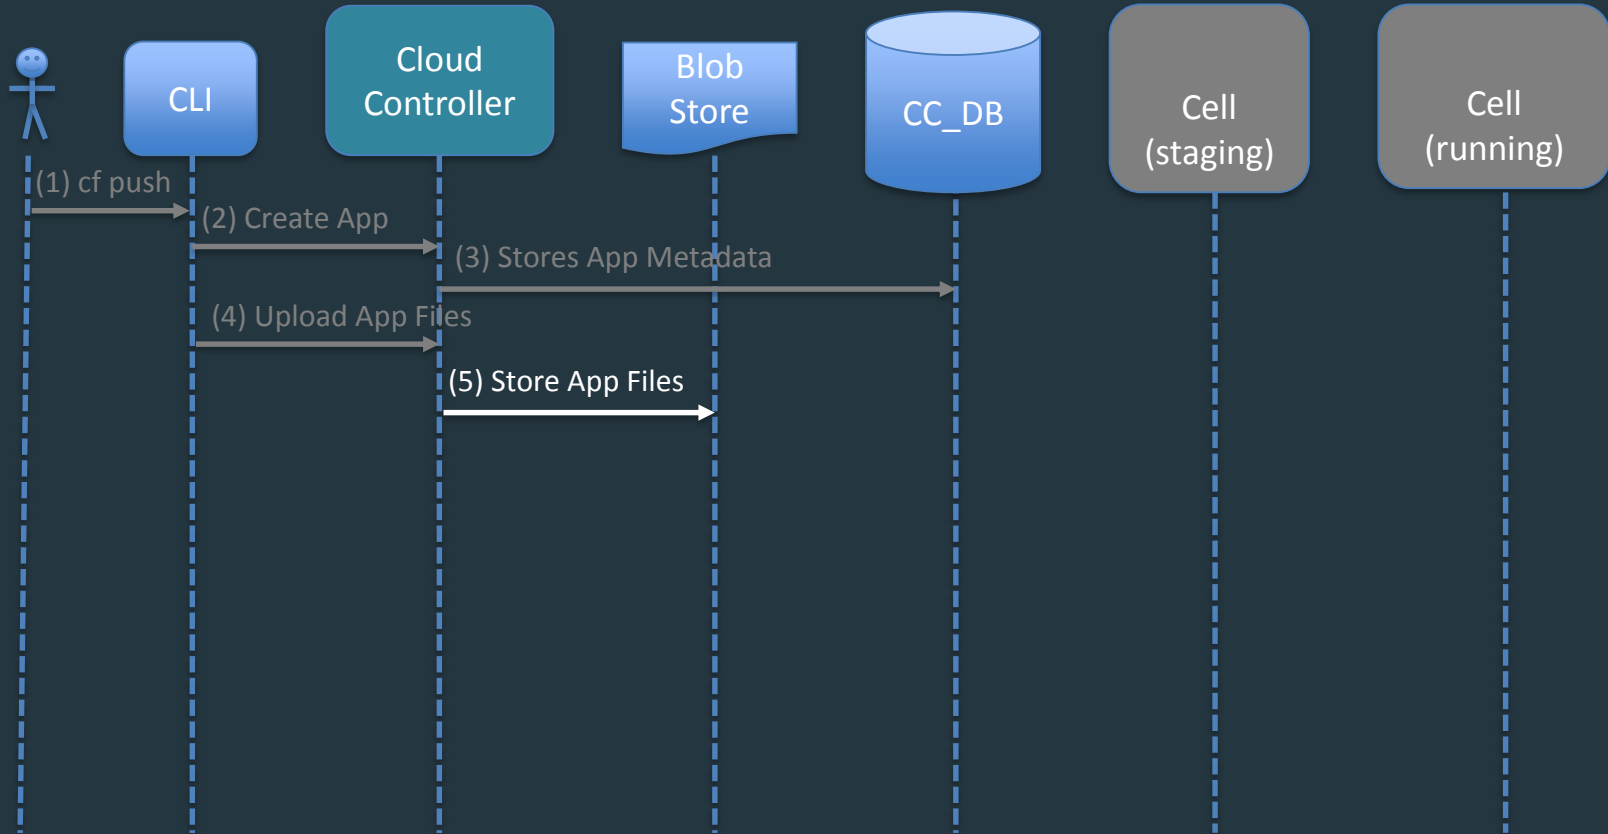 CLI
Cloud
Controller
Blob
Store
CC_DB
Cell
(staging)
Cell
(running)
(1) cf push
(2) Create App
(3) Stores App Metadata
(4) Upload App Files
(5) Store App Files